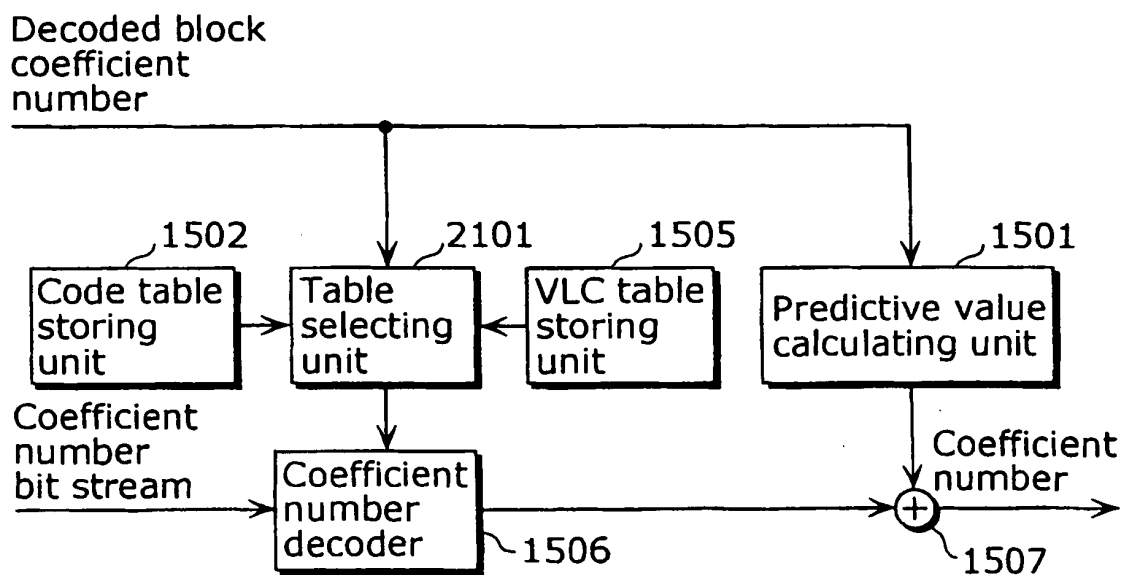 Decoded block
coefficient
number
1502
2101
1505
1501
Code table
storing
unit
Table
selecting
unit
VLC table
storing
unit
Predictive value
calculating unit
Coefficient
number
bit stream
Coefficient
number
decoder
1506
+
Coefficient
number
1507